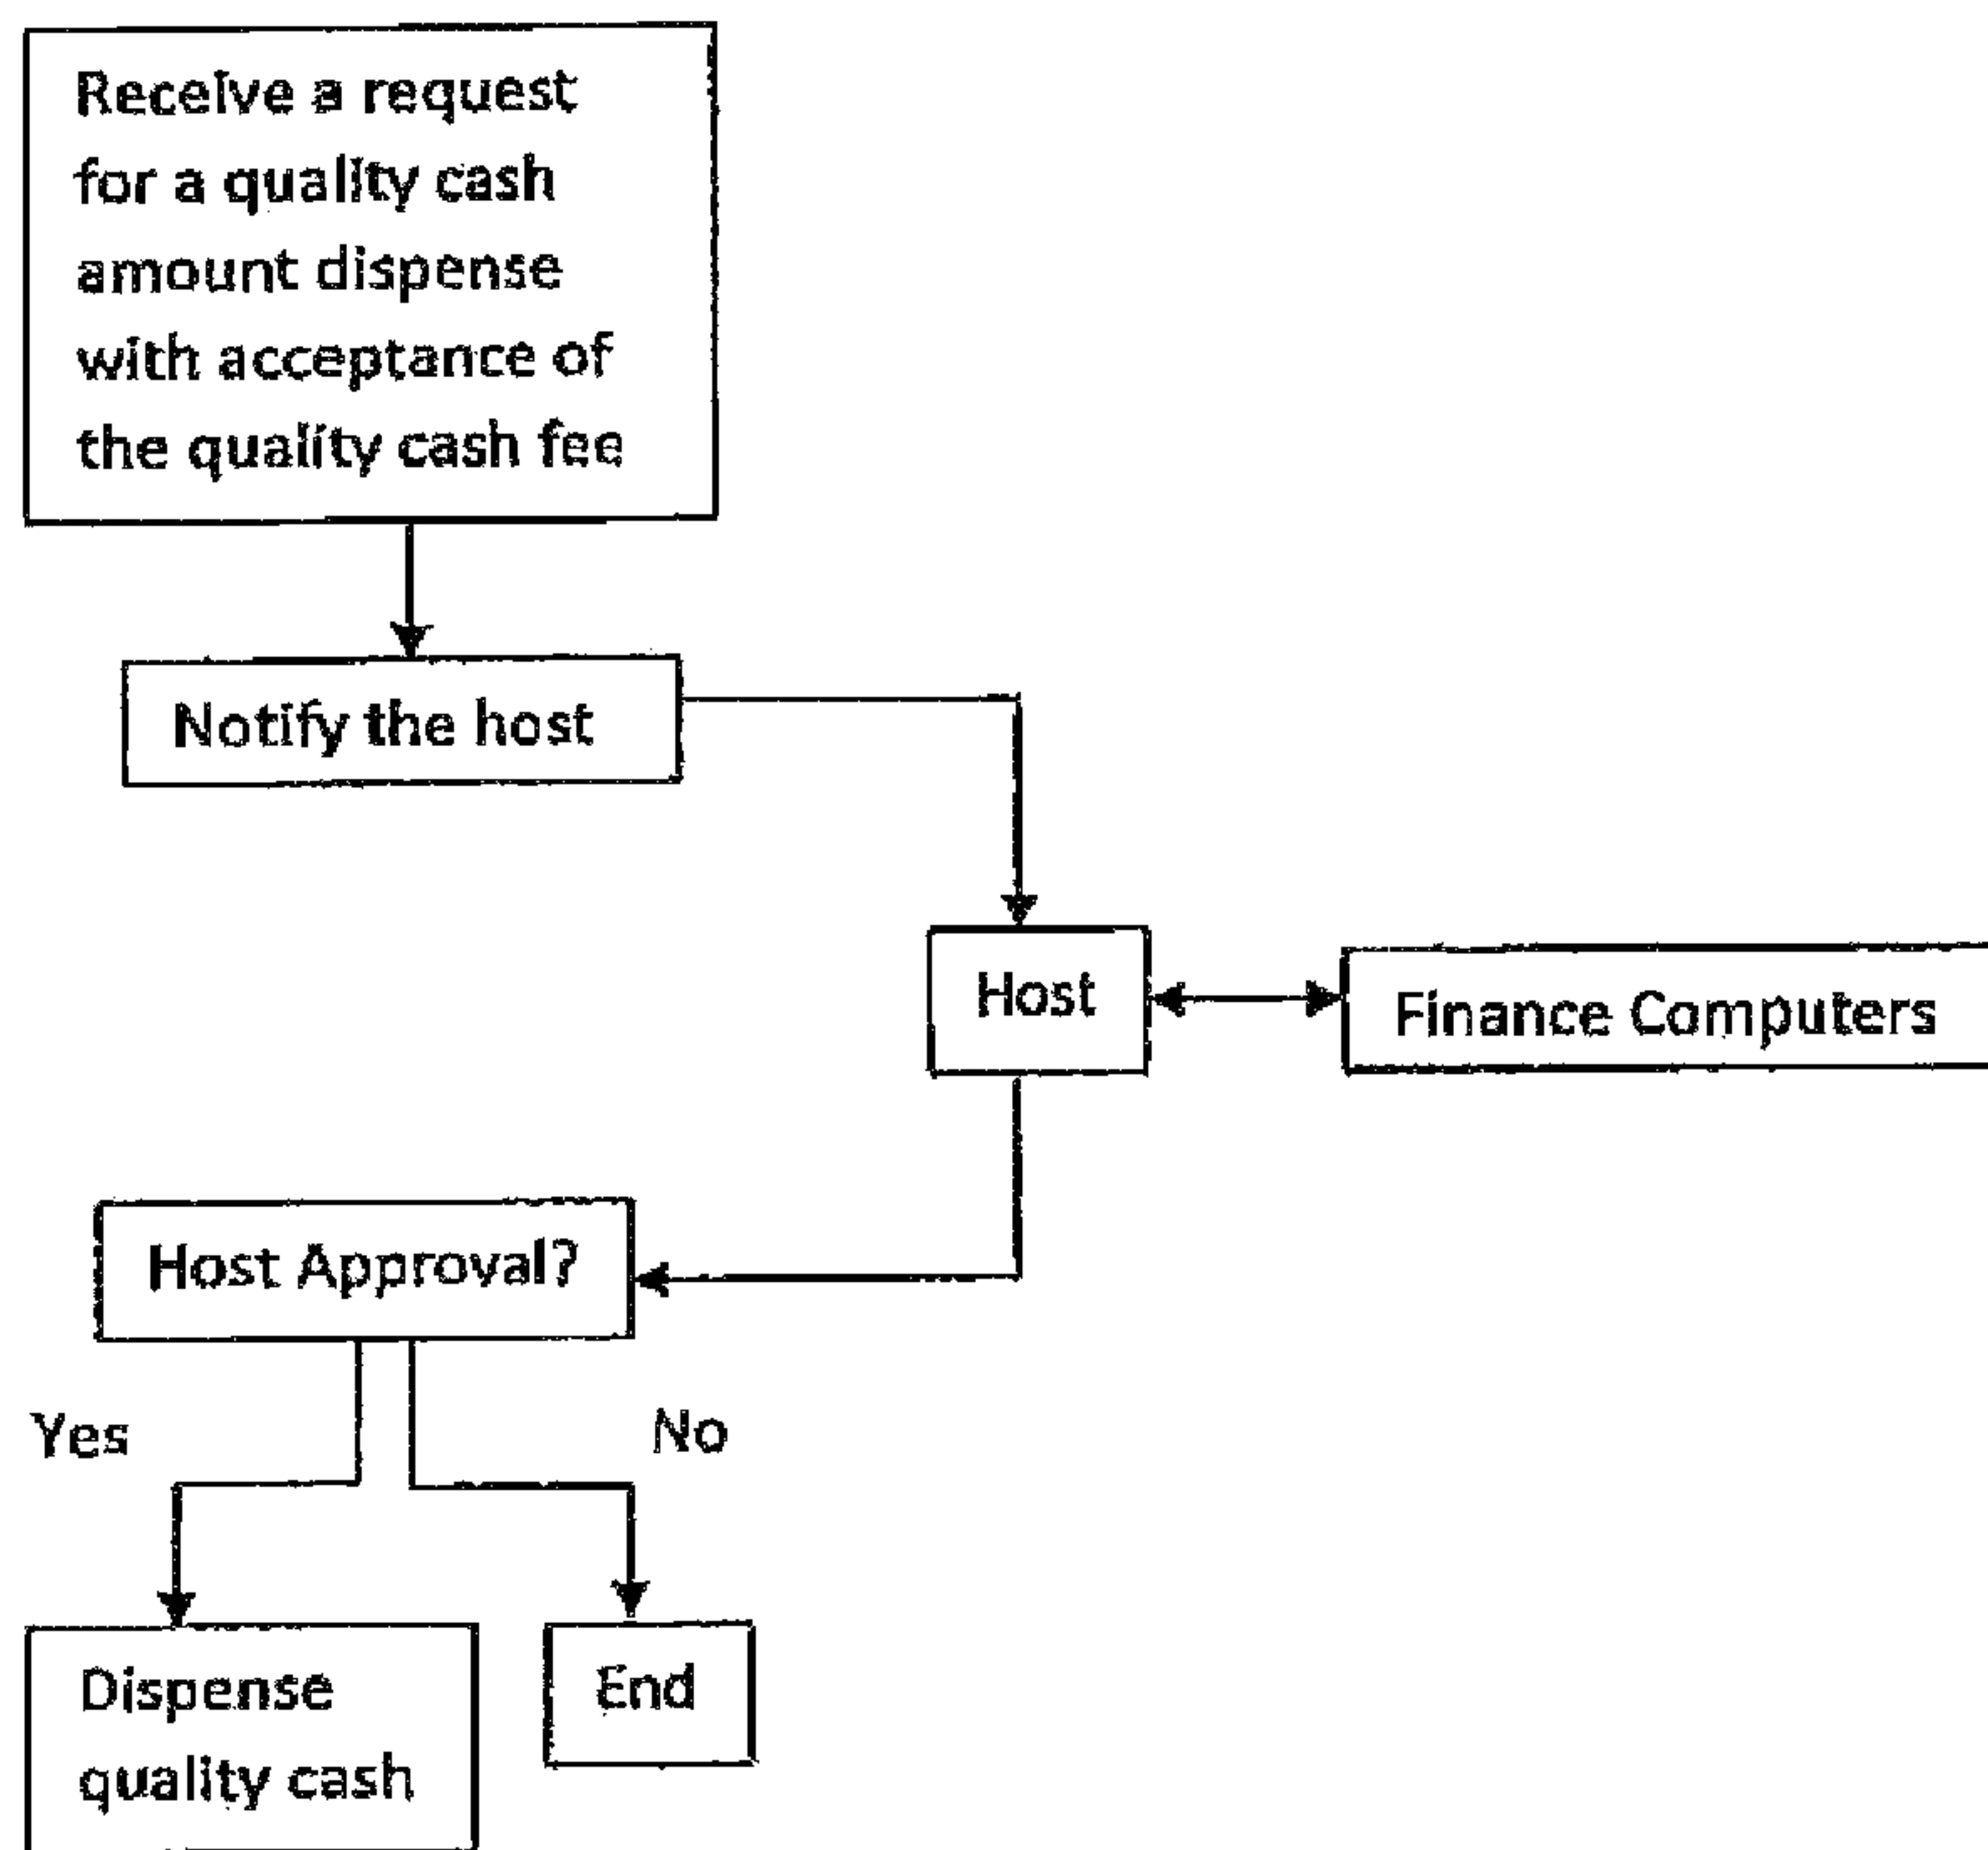 Receive a request
for a quality cash
amount dispense
with acceptance of
the quality cash fee
Notify the host
Host
Finance Computers
Host Approval?
Yes
No
Dispense
quality cash
End